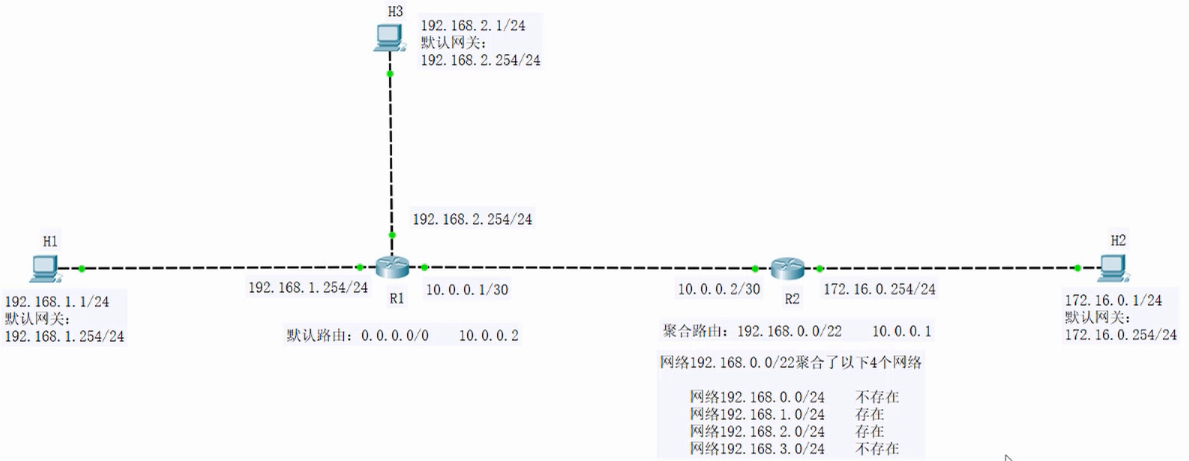 H3
192.168.2.1/24
默认网关:
192.168.2.254/24
192.168.2.254/24
H1
192.168.1.1/24
默认网关:
192.168.1.254/24
192.168.1.254/24
R1
10.0.0.1/30
默认路由: 0.0.0.0/0 10.0.0.2
10.0.0.2/30
R2
172.16.0.254/24
H2
172.16.0.1/24
默认网关:
172.16.0.254/24
聚合路由: 192.168.0.0/22 10.0.0.1
网络192.168.0.0/22聚合了以下4个网络
网络192.168.0.0/24 不存在
网络192.168.1.0/24 存在
网络192.168.2.0/24 存在
网络192.168.3.0/24 不存在